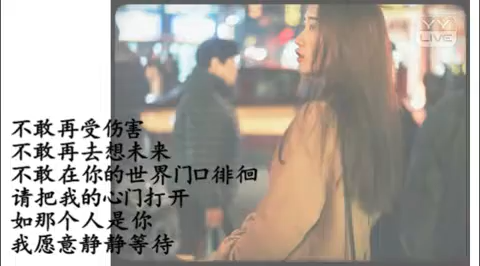 YY
LIVE
不敢再受伤害
不敢再去想未来
不敢在你的世界门口徘徊
请把我的心门打开
如那个人是你
我愿意静静等待